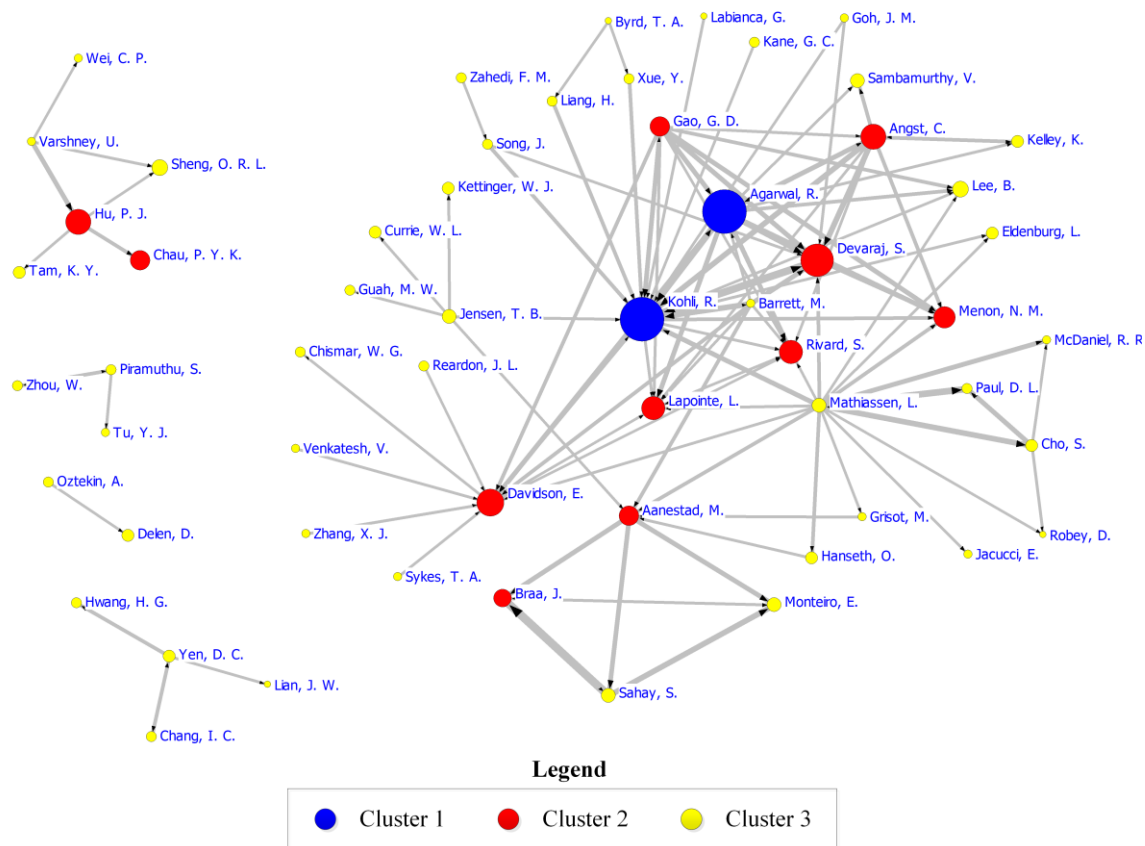 Byrd, T. A.
Labianca, G.
Goh, J. M.
Kane, G. C.
Wei, C. P.
Zahedi, F. M.
Xue, Y.
Sambamurthy, V.
Liang, H.
Gao, G. D.
Angst, C.
Varshney, U.
Song, J.
Kelley, K.
Sheng, O. R. L.
Kettinger, W. J.
Agarwal, R.
Lee, B.
Hu, P. J.
Currie, W. L.
Eldenburg, L.
Chau, P. Y. K.
Devaraj, S.
Tam, K. Y.
Guah, M. W.
Kohli, R.
Barrett, M.
Jensen, T. B.
Menon, N. M.
Chismar, W. G.
Rivard, S.
McDaniel, R. R
Reardon, J. L.
Piramuthu, S.
Zhou, W.
Paul, D. L.
Lapointe, L.
Mathiassen, L.
Tu, Y. J.
Cho, S.
Venkatesh, V.
Oztekin, A.
Davidson, E.
Aanestad, M.
Grisot, M.
Delen, D.
Zhang, X. J.
Robey, D.
Hanseth, O.
Jacucci, E.
Sykes, T. A.
Hwang, H. G.
Braa, J.
Monteiro, E.
Yen, D. C.
Lian, J. W.
Sahay, S.
Chang, I. C.
Legend
Cluster 1 Cluster 2 Cluster 3